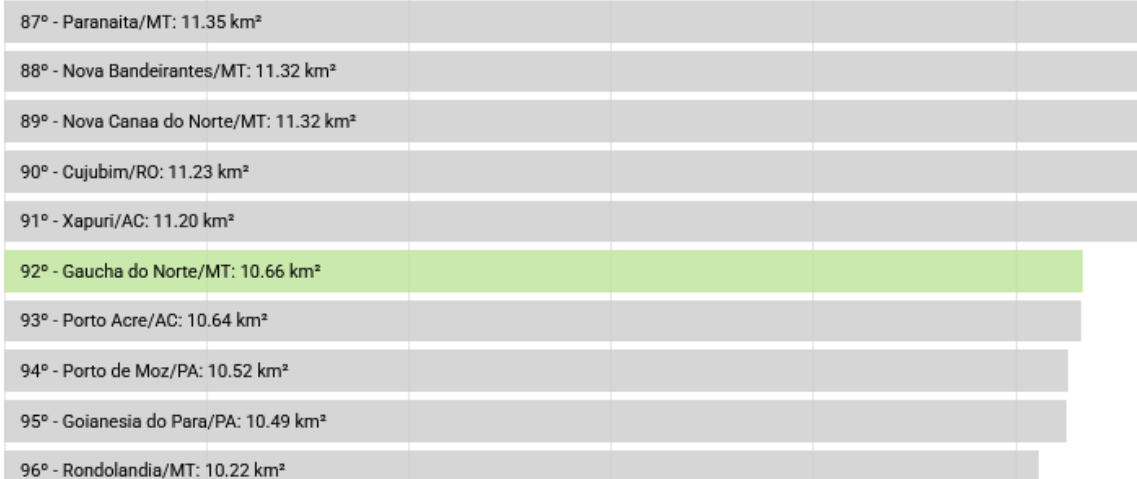 87º - Paranaita/MT: 11.35 km²
88º - Nova Bandeirantes/MT: 11.32 km²
89º - Nova Canaa do Norte/MT: 11.32 km²
90º - Cujubim/RO: 11.23 km²
91º - Xapuri/AC: 11.20 km²
92º - Gaucha do Norte/MT: 10.66 km²
93º - Porto Acre/AC: 10.64 km²
94º - Porto de Moz/PA: 10.52 km²
95º - Goianesia do Para/PA: 10.49 km²
96º - Rondolandia/MT: 10.22 km²